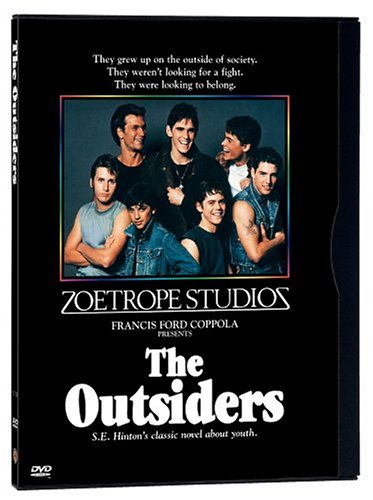 The Outsiders
They grew up on the outside of society.
They weren't looking for a fight.
They were looking to belong.
ZOETROPE STUDIOS
FRANCIS FORD COPPOLA
PRESENTS
The
Outsiders
S.E. Hinton's classic novel about youth.
DVD